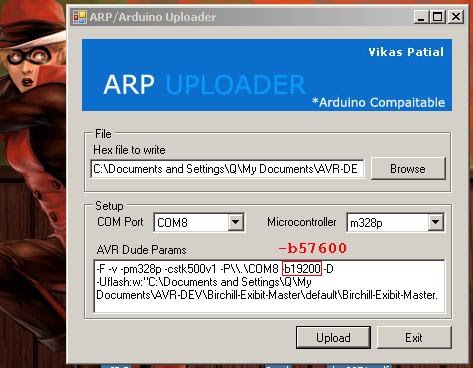 ARP/Arduino Uploader
Vikas Patial
ARP UPLOADER
*Arduino Compaitable
File
Hex file to write
C:\Documents and Settings\Q\My Documents\AVR-DE
Browse
Setup
COM Port
COM8
Microcontroller
m328p
-b57600
AVR Dude Params
-F -v -pm328p -cstk500v1 -P\\.\COM8 -b19200 -D
-Uflash:w:"C:\Documents and Settings\Q\My
Documents\AVR-DEV\Birchill-Exibit-Master\default\Birchill-Exibit-Master.
Upload
Exit